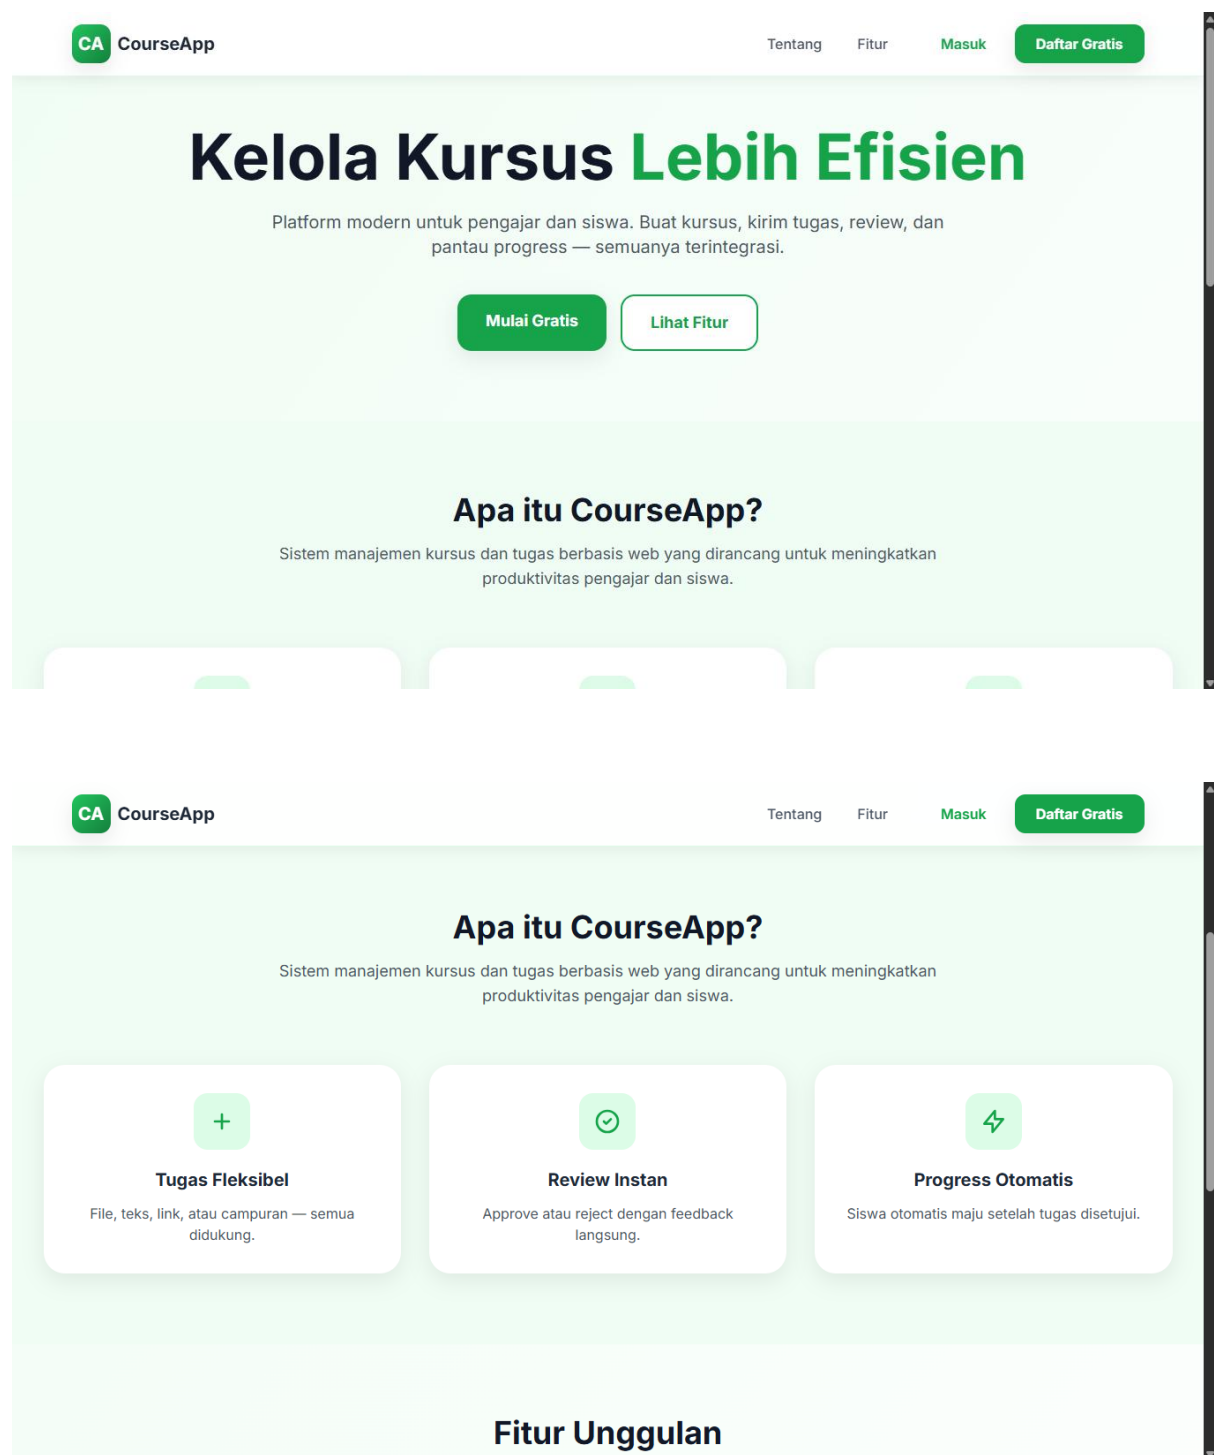 CA CourseApp Tentang Fitur Masuk Daftar Gratis
Kelola Kursus Lebih Efisien
Platform modern untuk pengajar dan siswa. Buat kursus, kirim tugas, review, dan
pantau progress — semuanya terintegrasi.
Mulai Gratis Lihat Fitur
Apa itu CourseApp?
Sistem manajemen kursus dan tugas berbasis web yang dirancang untuk meningkatkan
produktivitas pengajar dan siswa.
CA CourseApp Tentang Fitur Masuk Daftar Gratis
Apa itu CourseApp?
Sistem manajemen kursus dan tugas berbasis web yang dirancang untuk meningkatkan
produktivitas pengajar dan siswa.
Tugas Fleksibel
File, teks, link, atau campuran — semua
didukung.
Review Instan
Approve atau reject dengan feedback
langsung.
Progress Otomatis
Siswa otomatis maju setelah tugas disetujui.
Fitur Unggulan